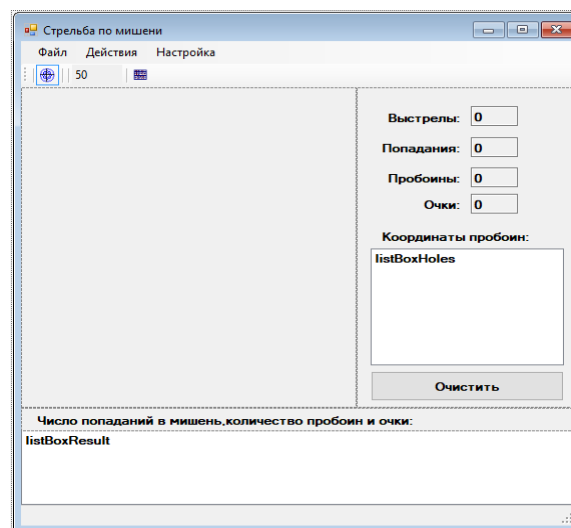 Стрельба по мишени
Файл Действия Настройка
50
Выстрелы: 0
Попадания: 0
Пробоины: 0
Очки: 0
Координаты пробоин:
listBoxHoles
Очистить
Число попаданий в мишень,количество пробоин и очки:
listBoxResult